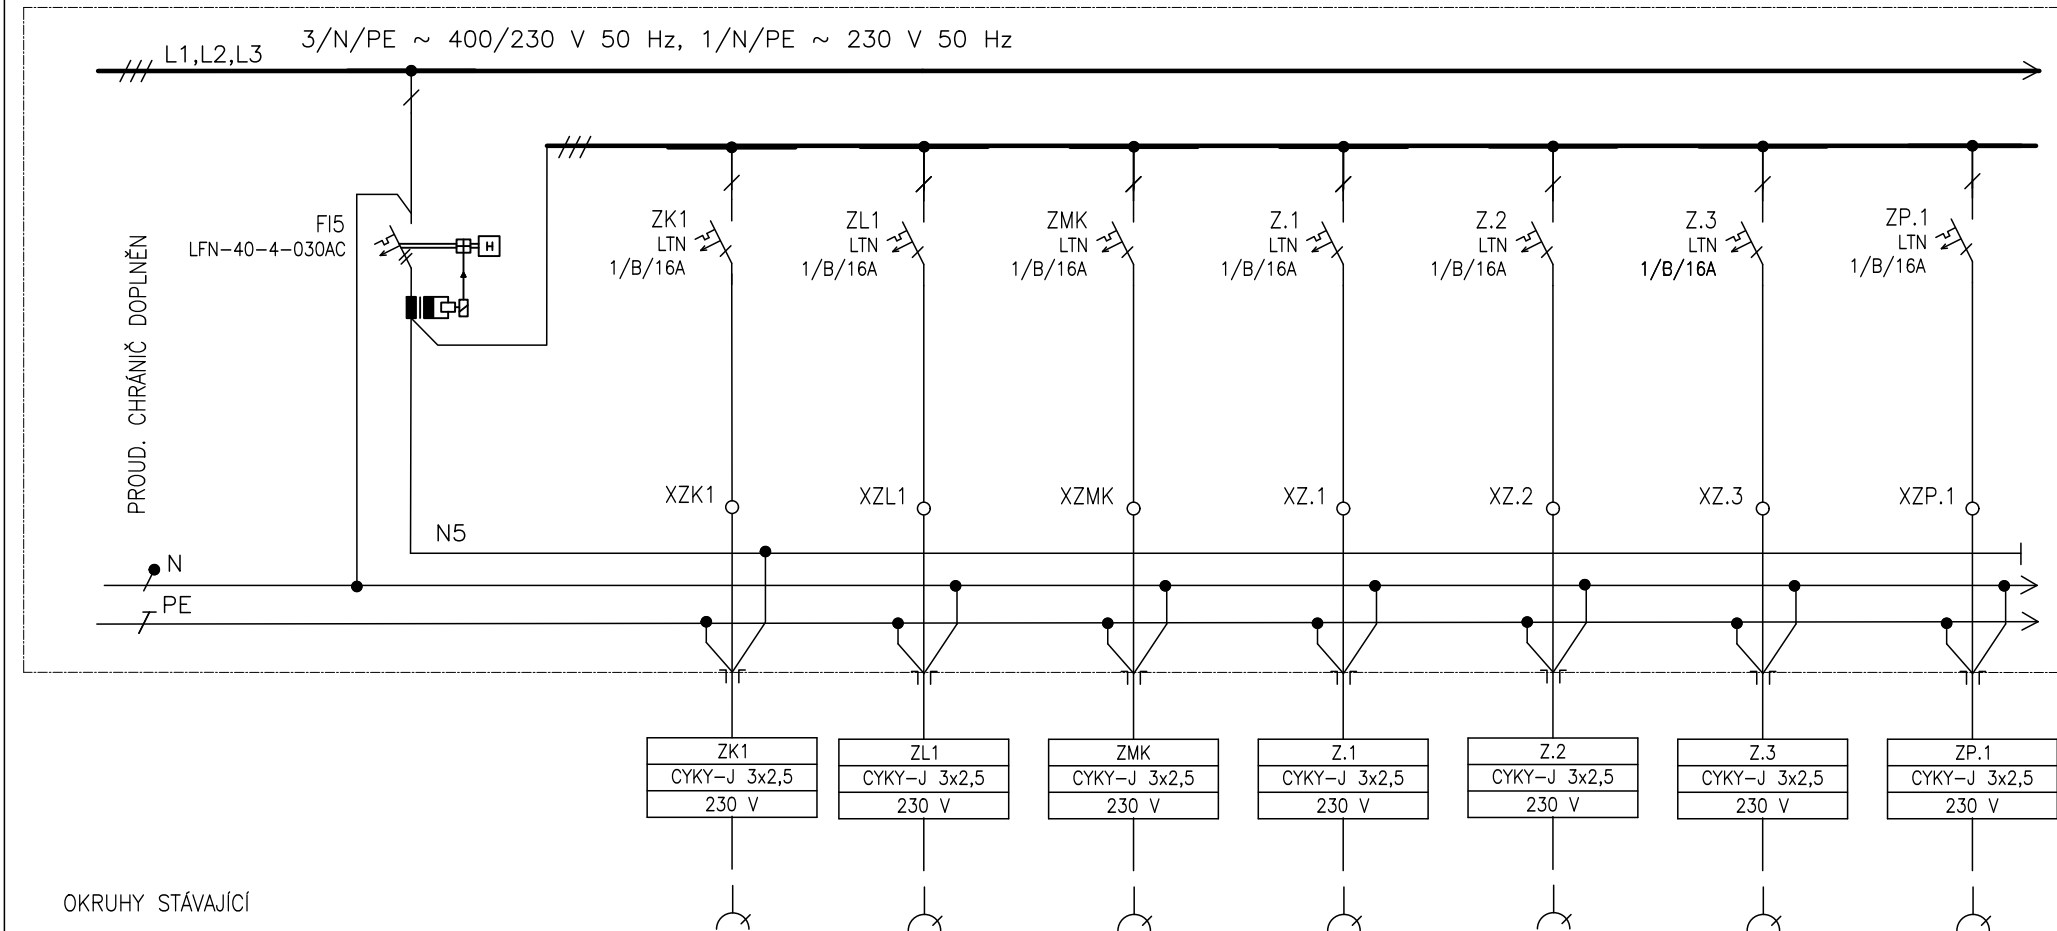 3/N/PE ~ 400/230 V 50 Hz, 1/N/PE ~ 230 V 50 Hz
L1,L2,L3
PROUD. CHRÁNIČ DOPLNĚN
FI5
LFN-40-4-030AC
H
ZK1
LTN
1/B/16A
ZL1
LTN
1/B/16A
ZMK
LTN
1/B/16A
Z.1
LTN
1/B/16A
Z.2
LTN
1/B/16A
Z.3
LTN
1/B/16A
ZP.1
LTN
1/B/16A
XZK1
XZL1
XZMK
XZ.1
XZ.2
XZ.3
XZP.1
N5
N
PE
ZK1
CYKY-J 3x2,5
230 V
ZL1
CYKY-J 3x2,5
230 V
ZMK
CYKY-J 3x2,5
230 V
Z.1
CYKY-J 3x2,5
230 V
Z.2
CYKY-J 3x2,5
230 V
Z.3
CYKY-J 3x2,5
230 V
ZP.1
CYKY-J 3x2,5
230 V
OKRUHY STÁVAJÍCÍ